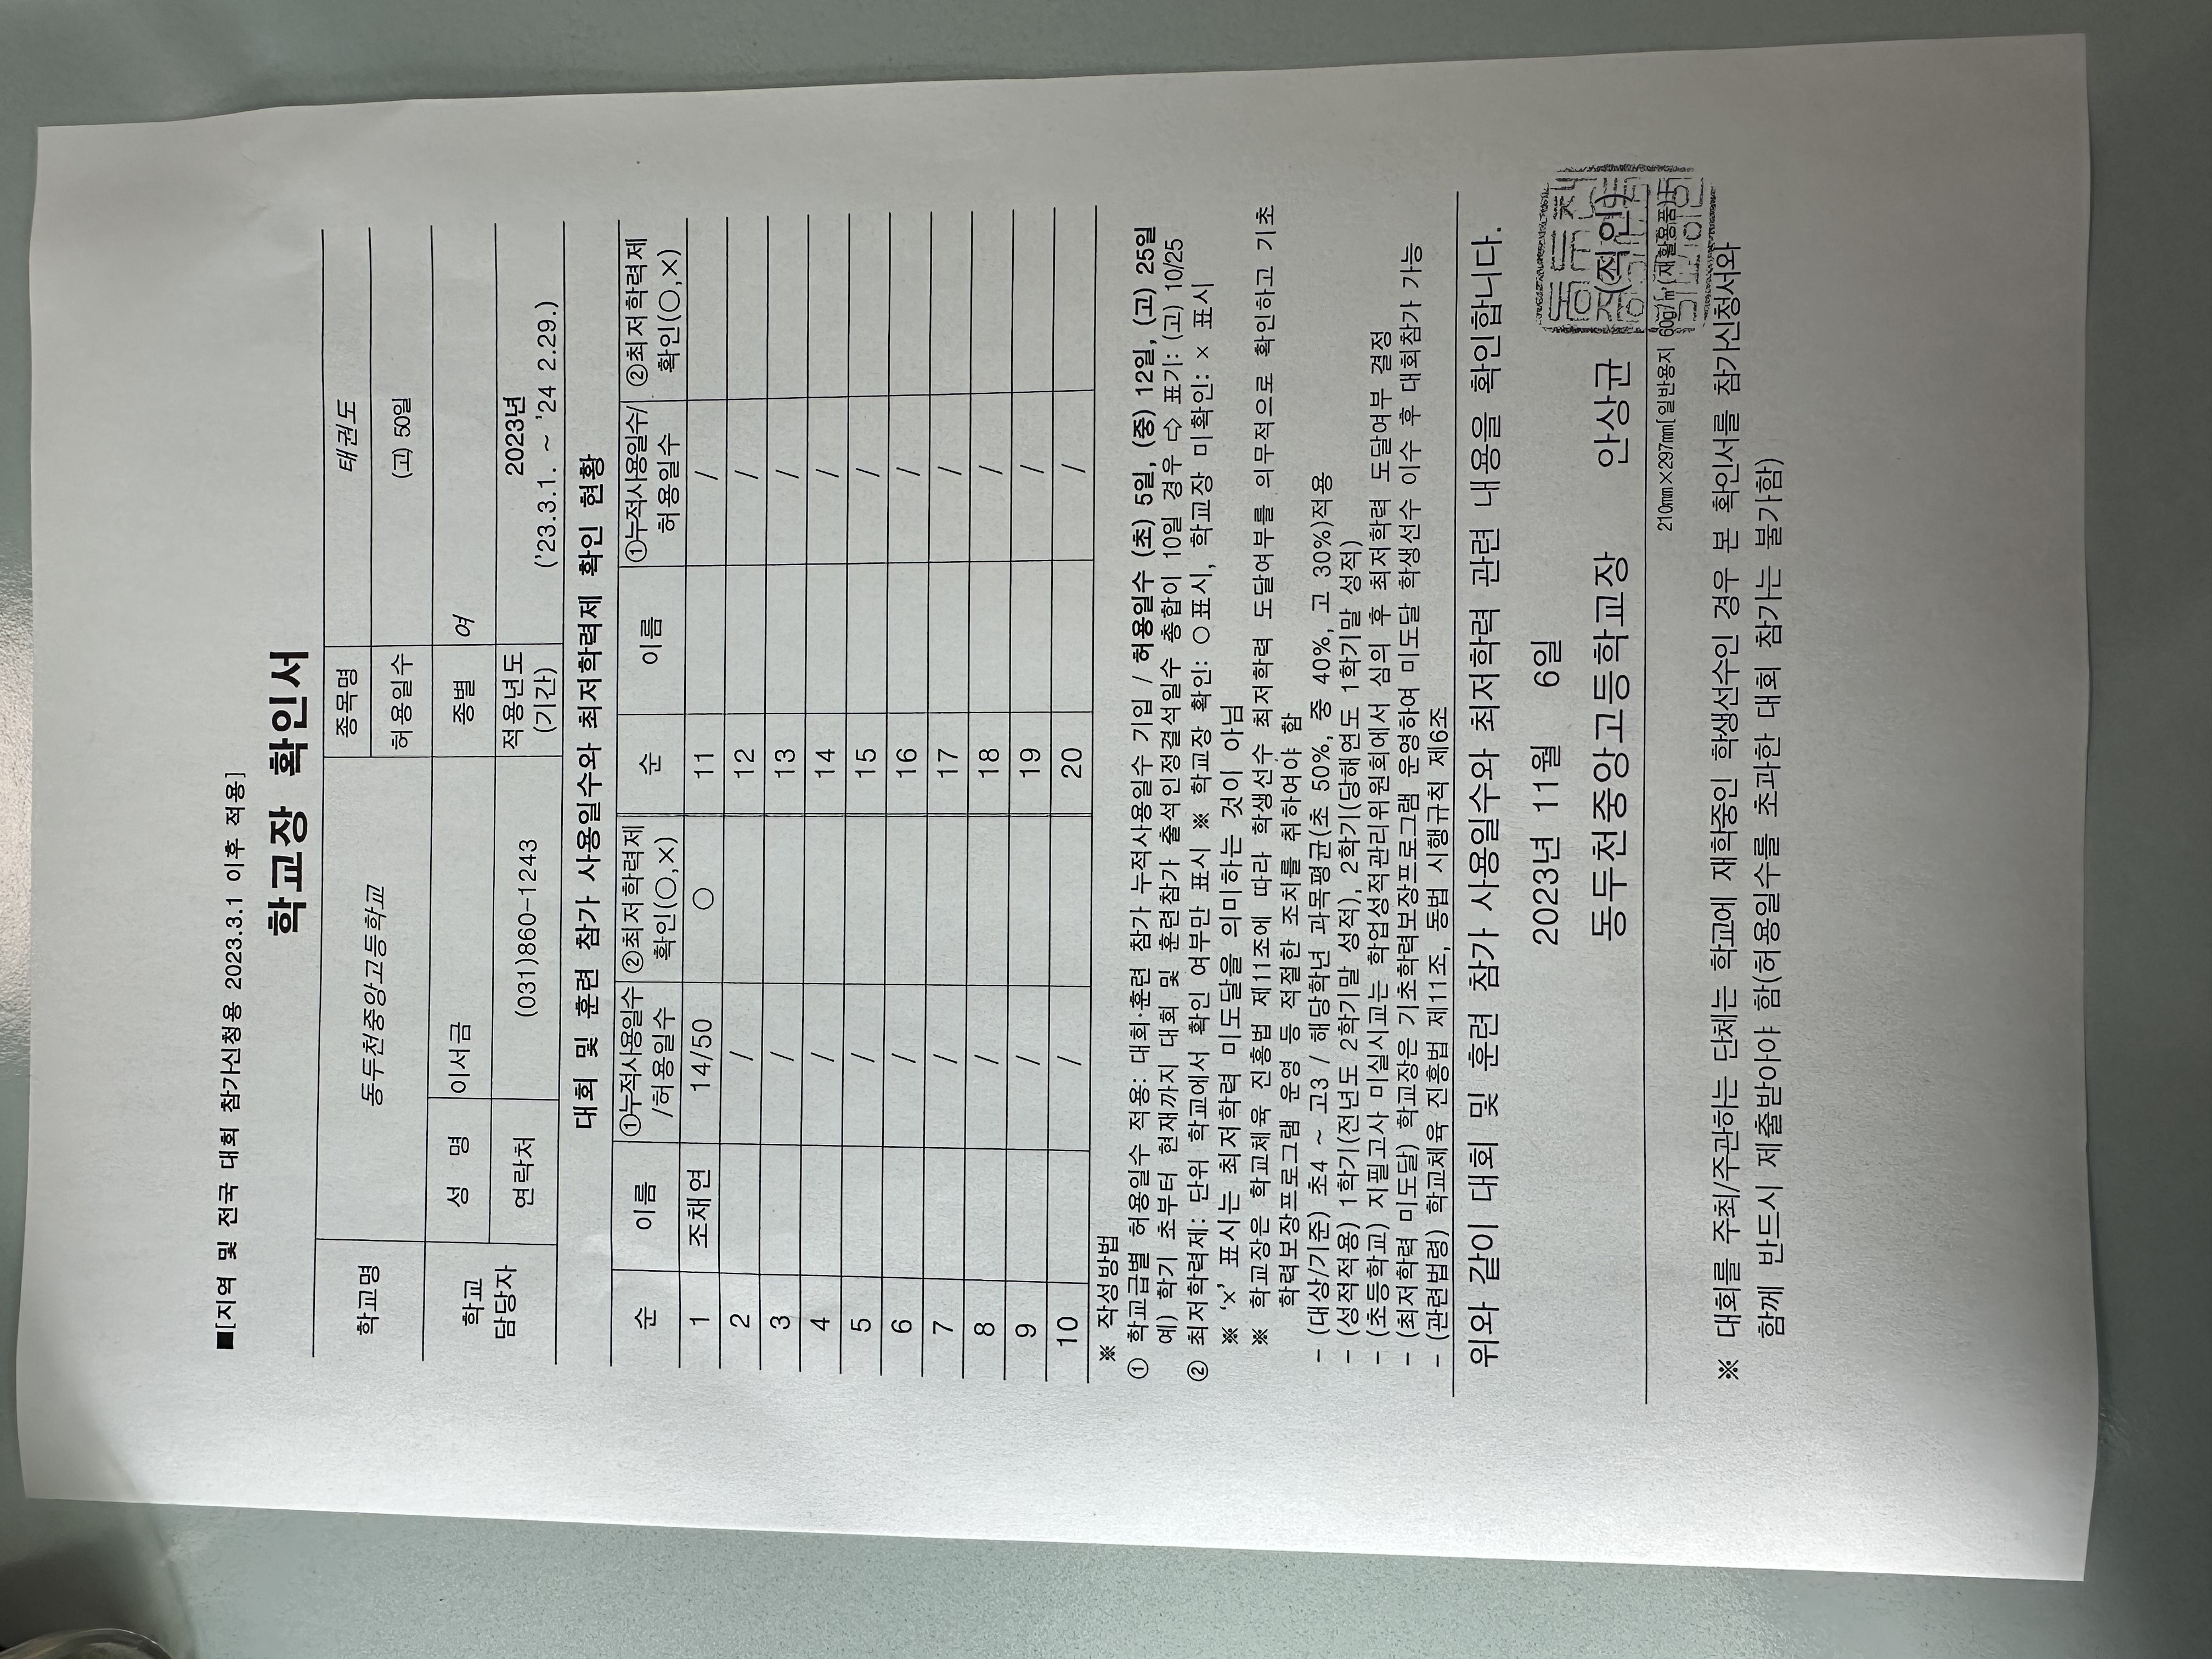 ■[지역 및 전국 대회 참가신청용 2023.3.1 이후 적용]
학교장 확인서
학교명 동두천중앙고등학교 종목명 태권도
허용일수 (고) 50일
학교 담당자 성 명 이서금 종별 여
연락처 (031)860-1243 적용년도 (기간) 2023년 ('23.3.1. ~ '24 2.29.)
대회 및 훈련 참가 사용일수와 최저학력제 확인 현황
순 이름 ①누적사용일수 /허용일수 ②최저학력제 확인(○,×) 순 이름 ①누적사용일수/ 허용일수 ②최저학력제 확인(○,×)
1 조채연 14/50 ○ 11 /
2 / 12 /
3 / 13 /
4 / 14 /
5 / 15 /
6 / 16 /
7 / 17 /
8 / 18 /
9 / 19 /
10 / 20 /
※ 작성방법
① 학교급별 허용일수 적용: 대회·훈련 참가 누적사용일수 기입 / 허용일수 (초) 5일, (중) 12일, (고) 25일
예) 학기 초부터 현재까지 대회 및 훈련참가 출석인정결석일수 총합이 10일 경우 ⇨ 표기: (고) 10/25
② 최저학력제: 단위 학교에서 확인 여부만 표시 ※ 학교장 확인: ○표시, 학교장 미확인: × 표시
※ '×' 표시는 최저학력 미도달을 의미하는 것이 아님
※ 학교장은 학교체육 진흥법 제11조에 따라 학생선수 최저학력 도달여부를 의무적으로 확인하고 기초
학력보장프로그램 운영 등 적절한 조치를 취하여야 함
- (대상/기준) 초4 ~ 고3 / 해당학년 과목평균(초 50%, 중 40%, 고 30%)적용
- (성적적용) 1학기(전년도 2학기말 성적), 2학기(당해연도 1학기말 성적)
- (초등학교) 지필고사 미실시교는 학업성적관리위원회에서 심의 후 최저학력 도달여부 결정
- (최저학력 미도달) 학교장은 기초학력보장프로그램 운영하여 미도달 학생선수 이수 후 대회참가 가능
- (관련법령) 학교체육 진흥법 제11조, 동법 시행규칙 제6조
위와 같이 대회 및 훈련 참가 사용일수와 최저학력 관련 내용을 확인합니다.
2023년 11월 6일
동두천중앙고등학교장 안상균 (직인)
210mm×297mm[일반용지 60g/㎡(재활용품)]
※ 대회를 주최/주관하는 단체는 학교에 재학중인 학생선수인 경우 본 확인서를 참가신청서와
함께 반드시 제출받아야 함(허용일수를 초과한 대회 참가는 불가함)